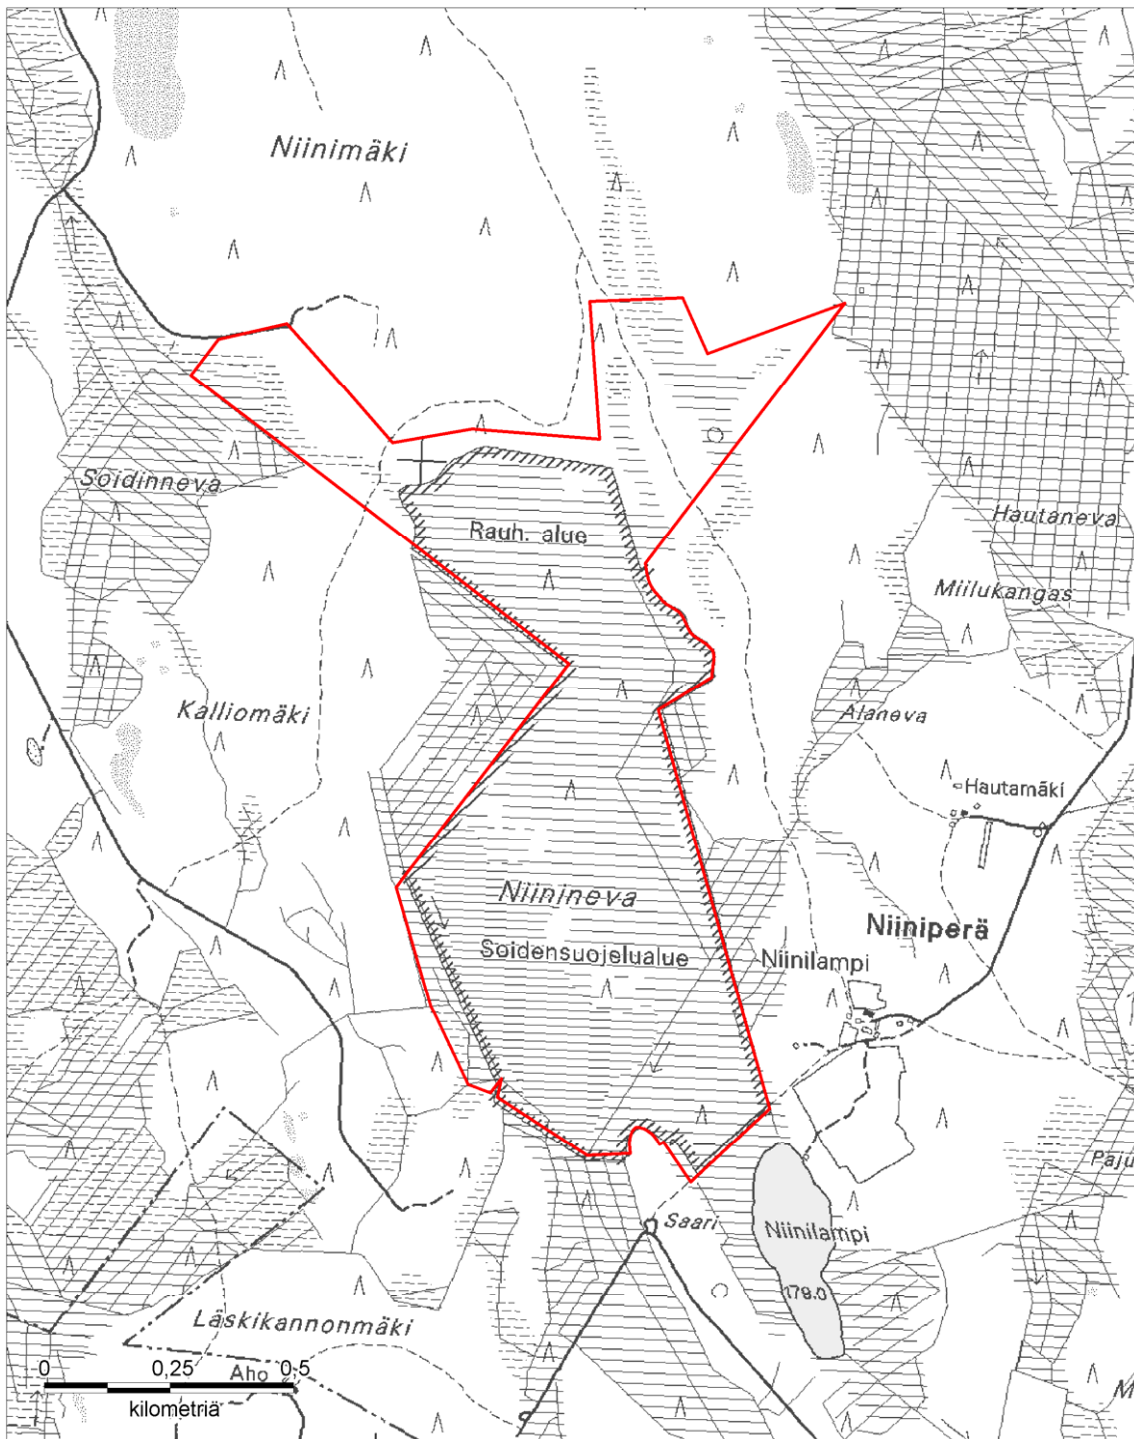 Niinimäki
Soidinneva
Rauh. alue
Hautaneva
Miilukangas
Kalliomäki
Alaneva
Hautamäki
Niinineva
Niiniperä
Soidensuojelualue
Niinilampi
Paju
Saari
Niinilampi
179.0
Läskikannonmäki
0 0,25 0,5
Aho
M
kilometriä